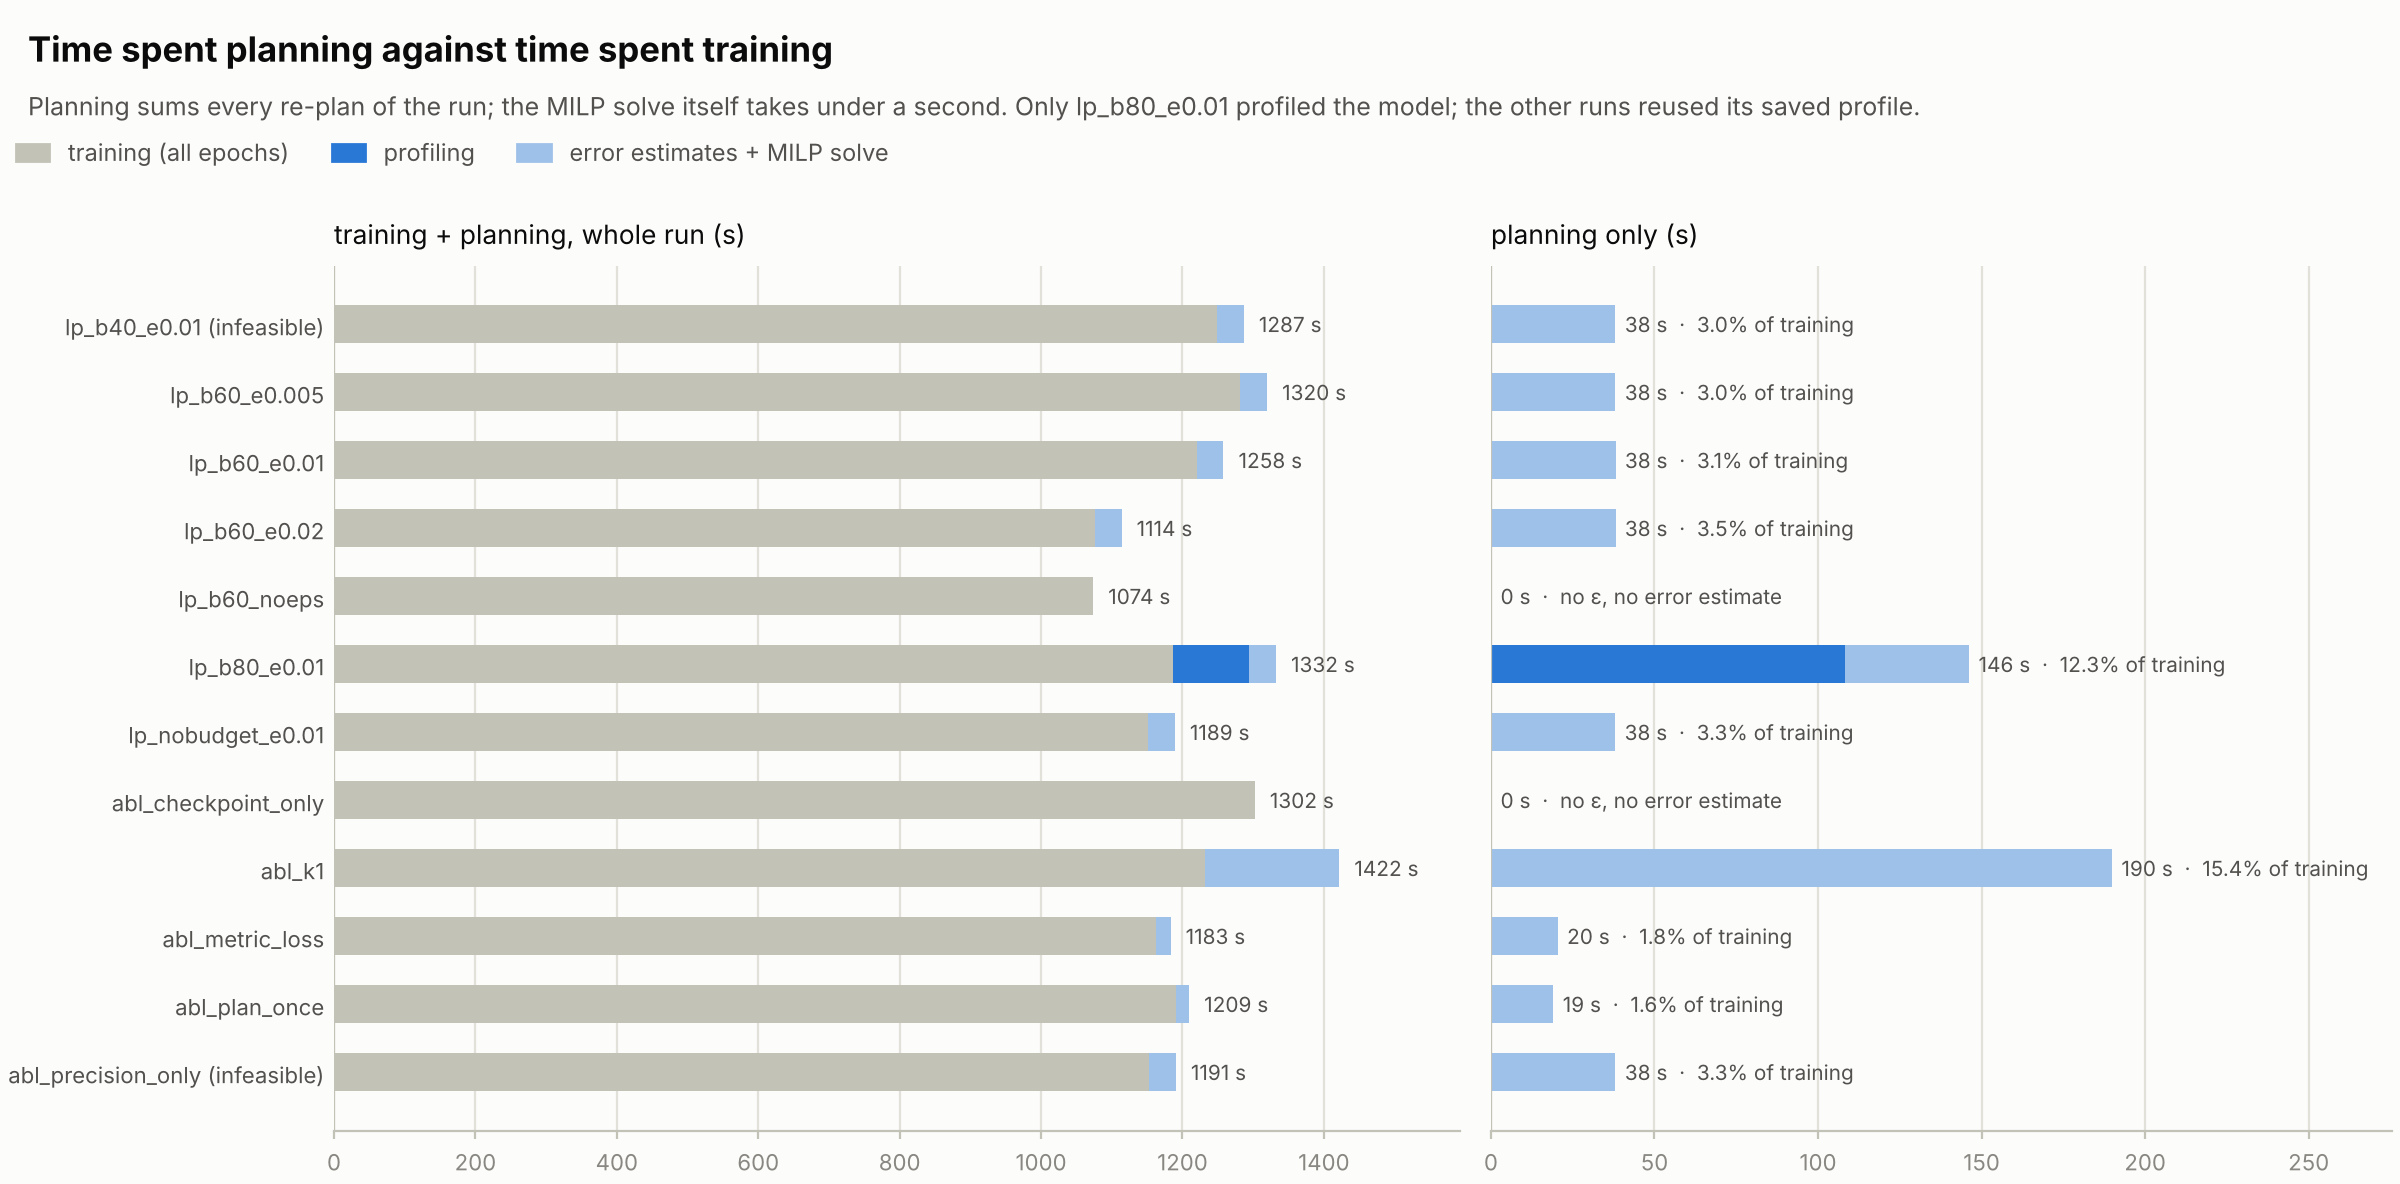 Time spent planning against time spent training
Planning sums every re-plan of the run; the MILP solve itself takes under a second. Only lp_b80_e0.01 profiled the model; the other runs reused its saved profile.
training (all epochs) profiling error estimates + MILP solve
training + planning, whole run (s) planning only (s)
lp_b40_e0.01 (infeasible) 1287 s 38 s · 3.0% of training
lp_b60_e0.005 1320 s 38 s · 3.0% of training
lp_b60_e0.01 1258 s 38 s · 3.1% of training
lp_b60_e0.02 1114 s 38 s · 3.5% of training
lp_b60_noeps 1074 s 0 s · no ε, no error estimate
lp_b80_e0.01 1332 s 146 s · 12.3% of training
lp_nobudget_e0.01 1189 s 38 s · 3.3% of training
abl_checkpoint_only 1302 s 0 s · no ε, no error estimate
abl_k1 1422 s 190 s · 15.4% of training
abl_metric_loss 1183 s 20 s · 1.8% of training
abl_plan_once 1209 s 19 s · 1.6% of training
abl_precision_only (infeasible) 1191 s 38 s · 3.3% of training
0 200 400 600 800 1000 1200 1400 0 50 100 150 200 250